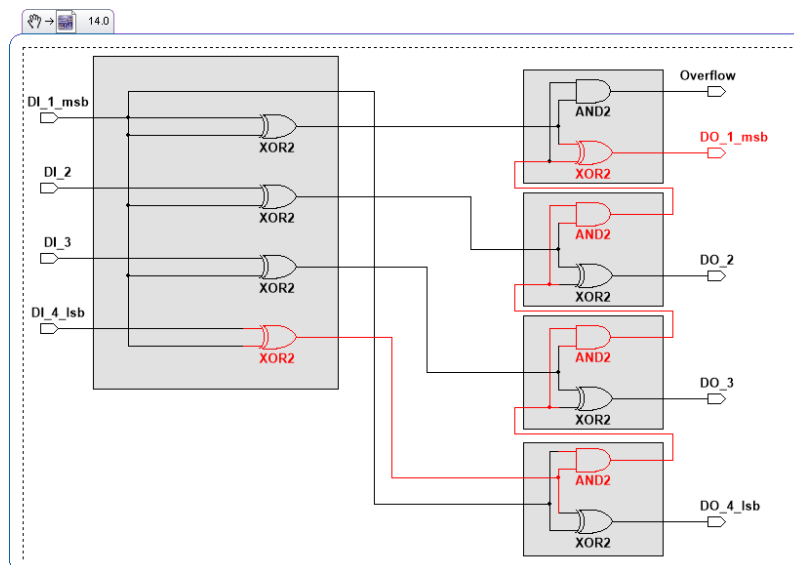 14.0
Overflow
DI_1_msb
AND2
DO_1_msb
XOR2
XOR2
DI_2
XOR2
AND2
DO_2
DI_3
XOR2
XOR2
DI_4_lsb
XOR2
AND2
DO_3
XOR2
AND2
DO_4_lsb
XOR2